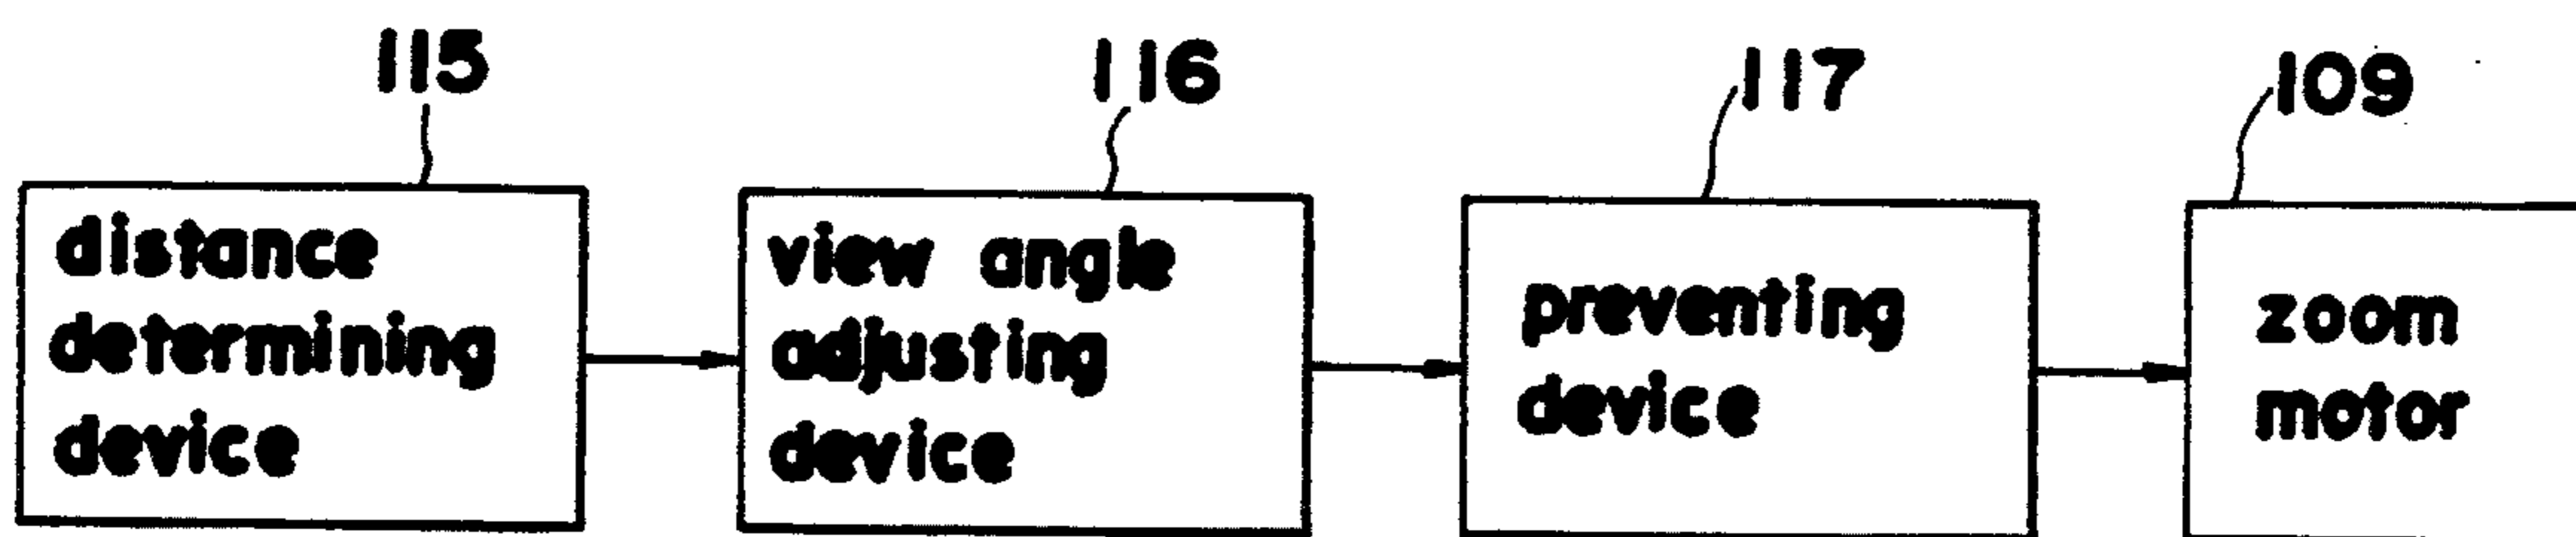 115
116
117
109
distance
determining
device
view angle
adjusting
device
preventing
device
zoom
motor